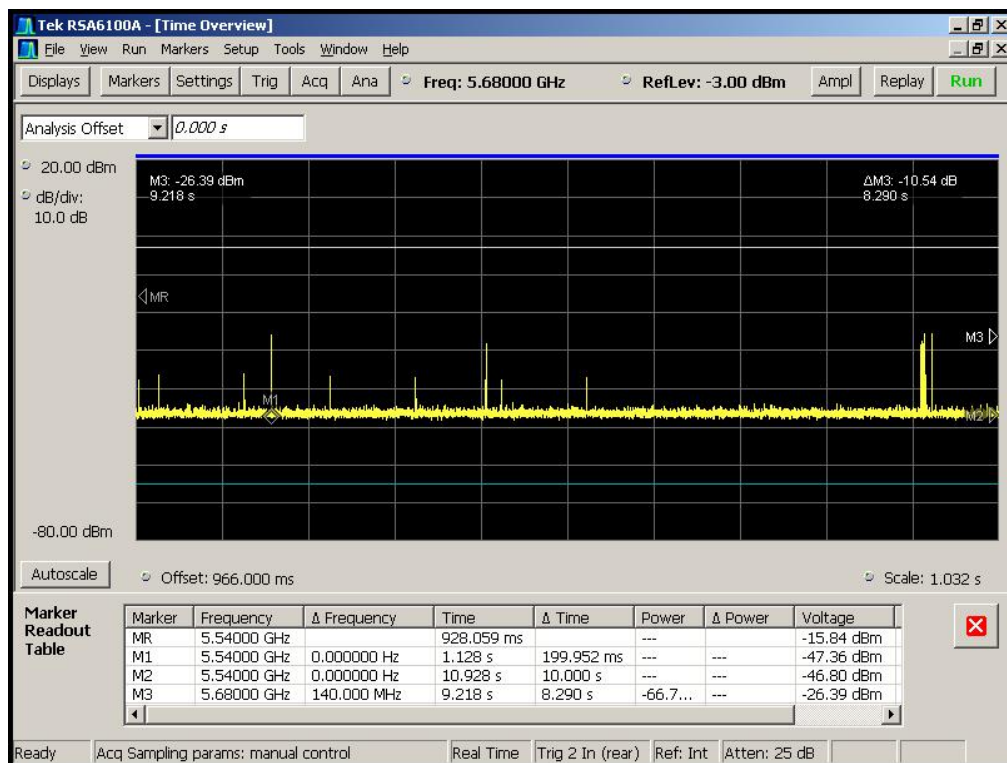 Tek RSA6100A - [Time Overview]
File View Run Markers Setup Tools Window Help
Displays Markers Settings Trig Acq Ana Freq: 5.68000 GHz RefLev: -3.00 dBm Ampl Replay Run
Analysis Offset 0.000 s
20.00 dBm
dB/div:
10.0 dB
M3: -26.39 dBm
9.218 s
ΔM3: -10.54 dB
8.290 s
MR
M3
M1
M2
-80.00 dBm
Autoscale Offset: 966.000 ms Scale: 1.032 s
Marker
Readout
Table
Marker Frequency Δ Frequency Time Δ Time Power Δ Power Voltage
MR 5.54000 GHz 928.059 ms --- -15.84 dBm
M1 5.54000 GHz 0.000000 Hz 1.128 s 199.952 ms --- --- -47.36 dBm
M2 5.54000 GHz 0.000000 Hz 10.928 s 10.000 s --- --- -46.80 dBm
M3 5.68000 GHz 140.000 MHz 9.218 s 8.290 s -66.7... --- -26.39 dBm
Ready Acq Sampling params: manual control Real Time Trig 2 In (rear) Ref: Int Atten: 25 dB